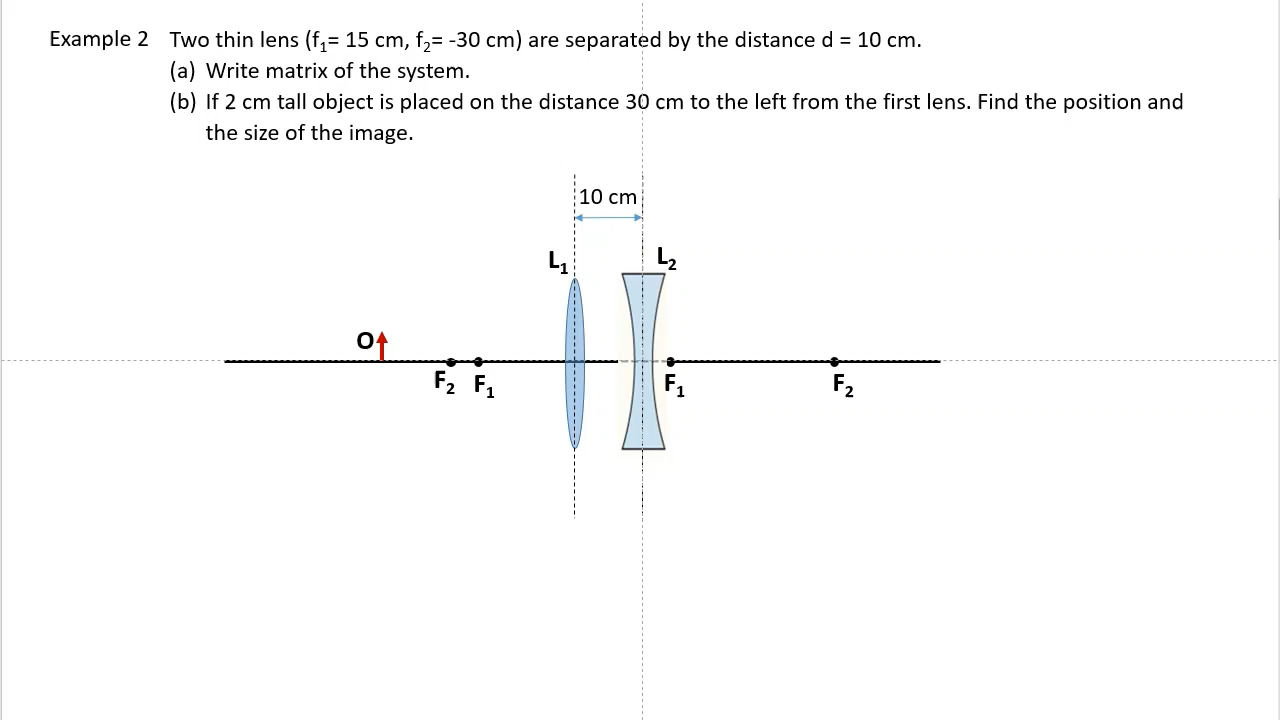 Example 2 Two thin lens (f₁= 15 cm, f₂= -30 cm) are separated by the distance d = 10 cm.
(a) Write matrix of the system.
(b) If 2 cm tall object is placed on the distance 30 cm to the left from the first lens. Find the position and
the size of the image.
10 cm
L₁
L₂
O
F₂
F₁
F₁
F₂